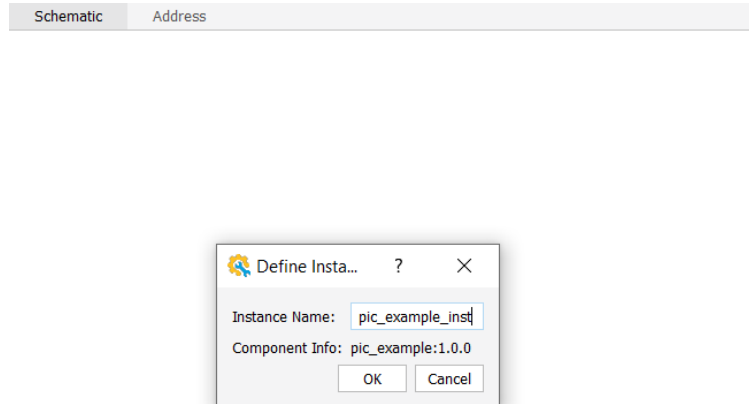 Schematic Address
Define Insta... ?
Instance Name: pic_example_inst
Component Info: pic_example:1.0.0
OK Cancel